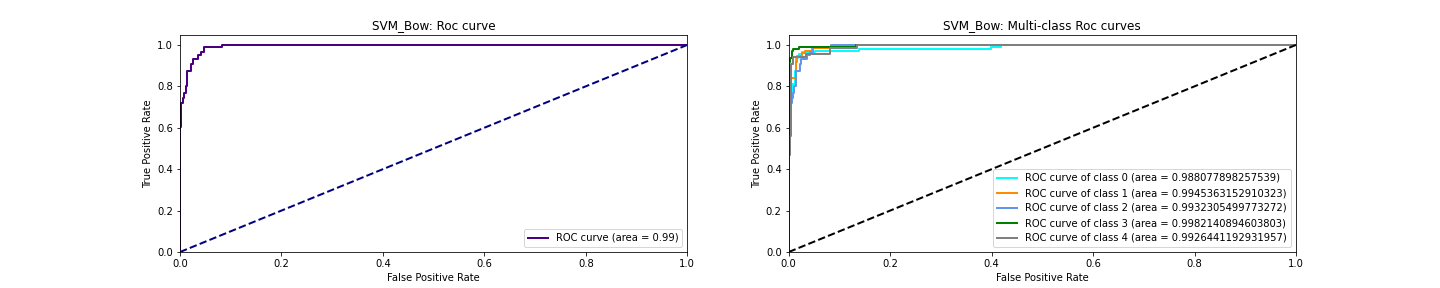 SVM_Bow: Roc curve
1.0
0.8
0.6
0.4
0.2
0.0
True Positive Rate
ROC curve (area = 0.99)
0.0 0.2 0.4 0.6 0.8 1.0
False Positive Rate
SVM_Bow: Multi-class Roc curves
1.0
0.8
0.6
0.4
0.2
0.0
True Positive Rate
ROC curve of class 0 (area = 0.988077898257539)
ROC curve of class 1 (area = 0.9945363152910323)
ROC curve of class 2 (area = 0.9932305499773272)
ROC curve of class 3 (area = 0.9982140894603803)
ROC curve of class 4 (area = 0.9926441192931957)
0.0 0.2 0.4 0.6 0.8 1.0
False Positive Rate